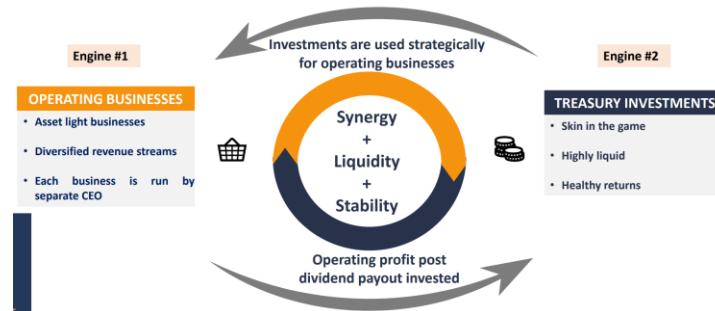 Engine #1
Investments are used strategically
for operating businesses
Engine #2
OPERATING BUSINESSES
• Asset light businesses
• Diversified revenue streams
• Each business is run by
separate CEO
Synergy
+
Liquidity
+
Stability
TREASURY INVESTMENTS
• Skin in the game
• Highly liquid
• Healthy returns
Operating profit post
dividend payout invested